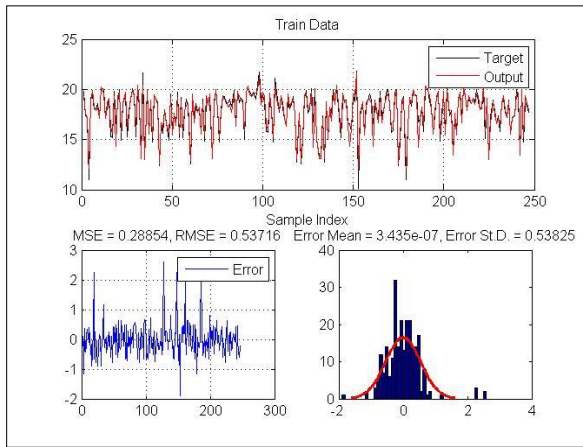 Train Data
25
20
15
10
Target
Output
0 50 100 150 200 250
Sample Index
MSE = 0.28854, RMSE = 0.53716
Error Mean = 3.435e-07, Error St.D. = 0.53825
3
2
1
0
-1
-2
Error
0 100 200 300
40
30
20
10
0
-2 0 2 4